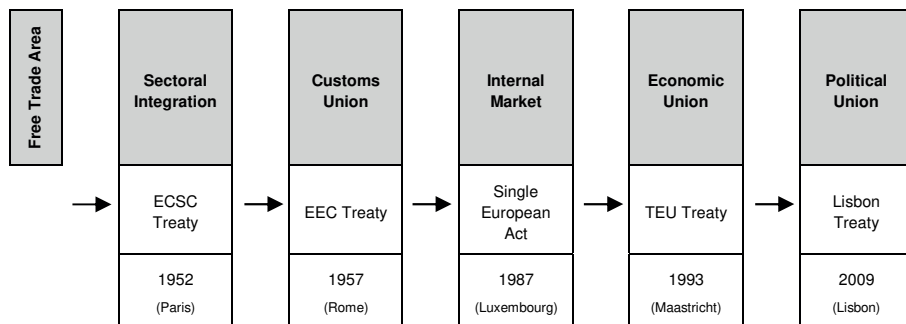 Free Trade Area
Sectoral
Integration
Customs
Union
Internal
Market
Economic
Union
Political
Union
ECSC
Treaty
EEC Treaty
Single
European
Act
TEU Treaty
Lisbon
Treaty
1952
(Paris)
1957
(Rome)
1987
(Luxembourg)
1993
(Maastricht)
2009
(Lisbon)